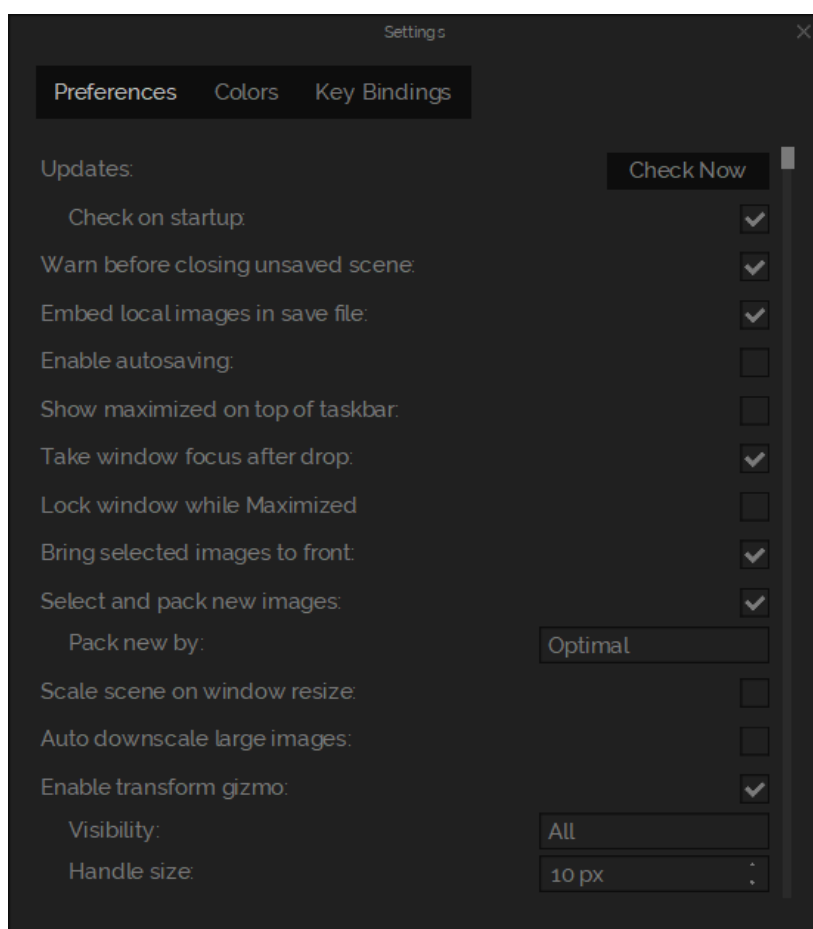 Settings
Preferences Colors Key Bindings
Updates: Check Now
Check on startup:
Warn before closing unsaved scene:
Embed local images in save file:
Enable autosaving:
Show maximized on top of taskbar:
Take window focus after drop:
Lock window while Maximized
Bring selected images to front:
Select and pack new images:
Pack new by: Optimal
Scale scene on window resize:
Auto downscale large images:
Enable transform gizmo:
Visibility: All
Handle size: 10 px